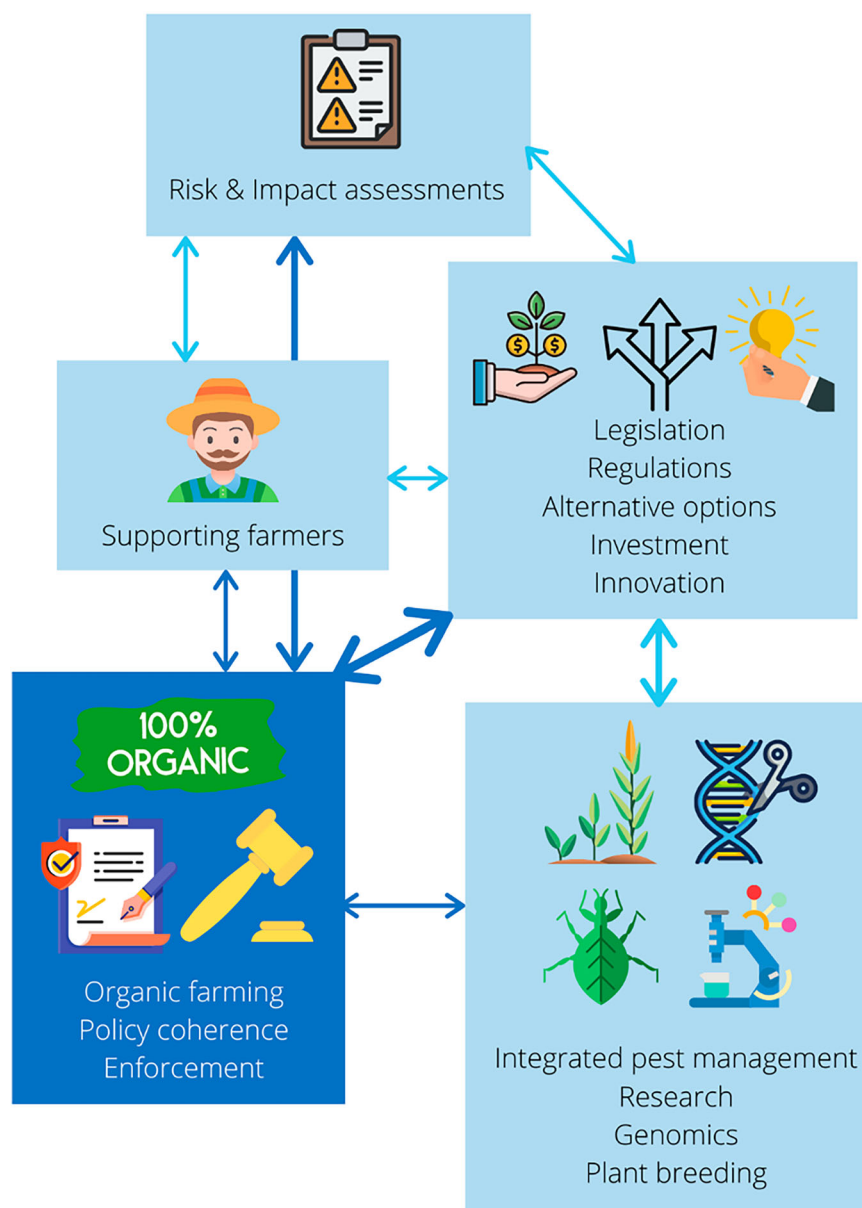 Risk & Impact assessments
Legislation
Regulations
Alternative options
Investment
Innovation
Supporting farmers
100%
ORGANIC
Organic farming
Policy coherence
Enforcement
Integrated pest management
Research
Genomics
Plant breeding